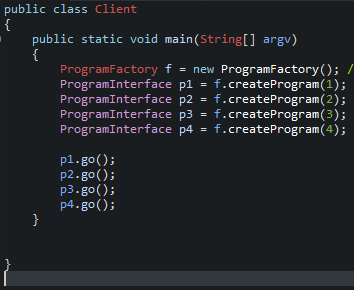 public class Client
{
    public static void main(String[] argv)
    {
        ProgramFactory f = new ProgramFactory(); /
        ProgramInterface p1 = f.createProgram(1);
        ProgramInterface p2 = f.createProgram(2);
        ProgramInterface p3 = f.createProgram(3);
        ProgramInterface p4 = f.createProgram(4);

        p1.go();
        p2.go();
        p3.go();
        p4.go();
    }


}